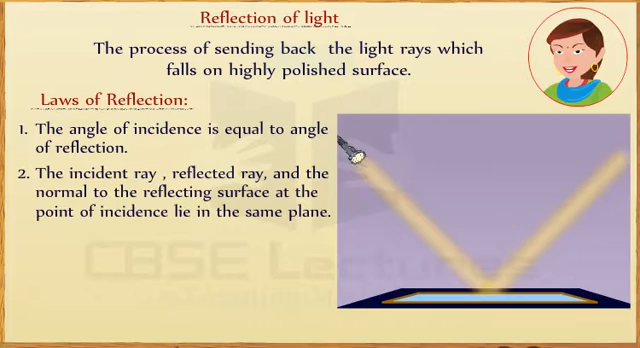 Reflection of light
The process of sending back the light rays which
falls on highly polished surface.
Laws of Reflection:
1. The angle of incidence is equal to angle
of reflection.
2. The incident ray , reflected ray, and the
normal to the reflecting surface at the
point of incidence lie in the same plane.
CBSE Lectures